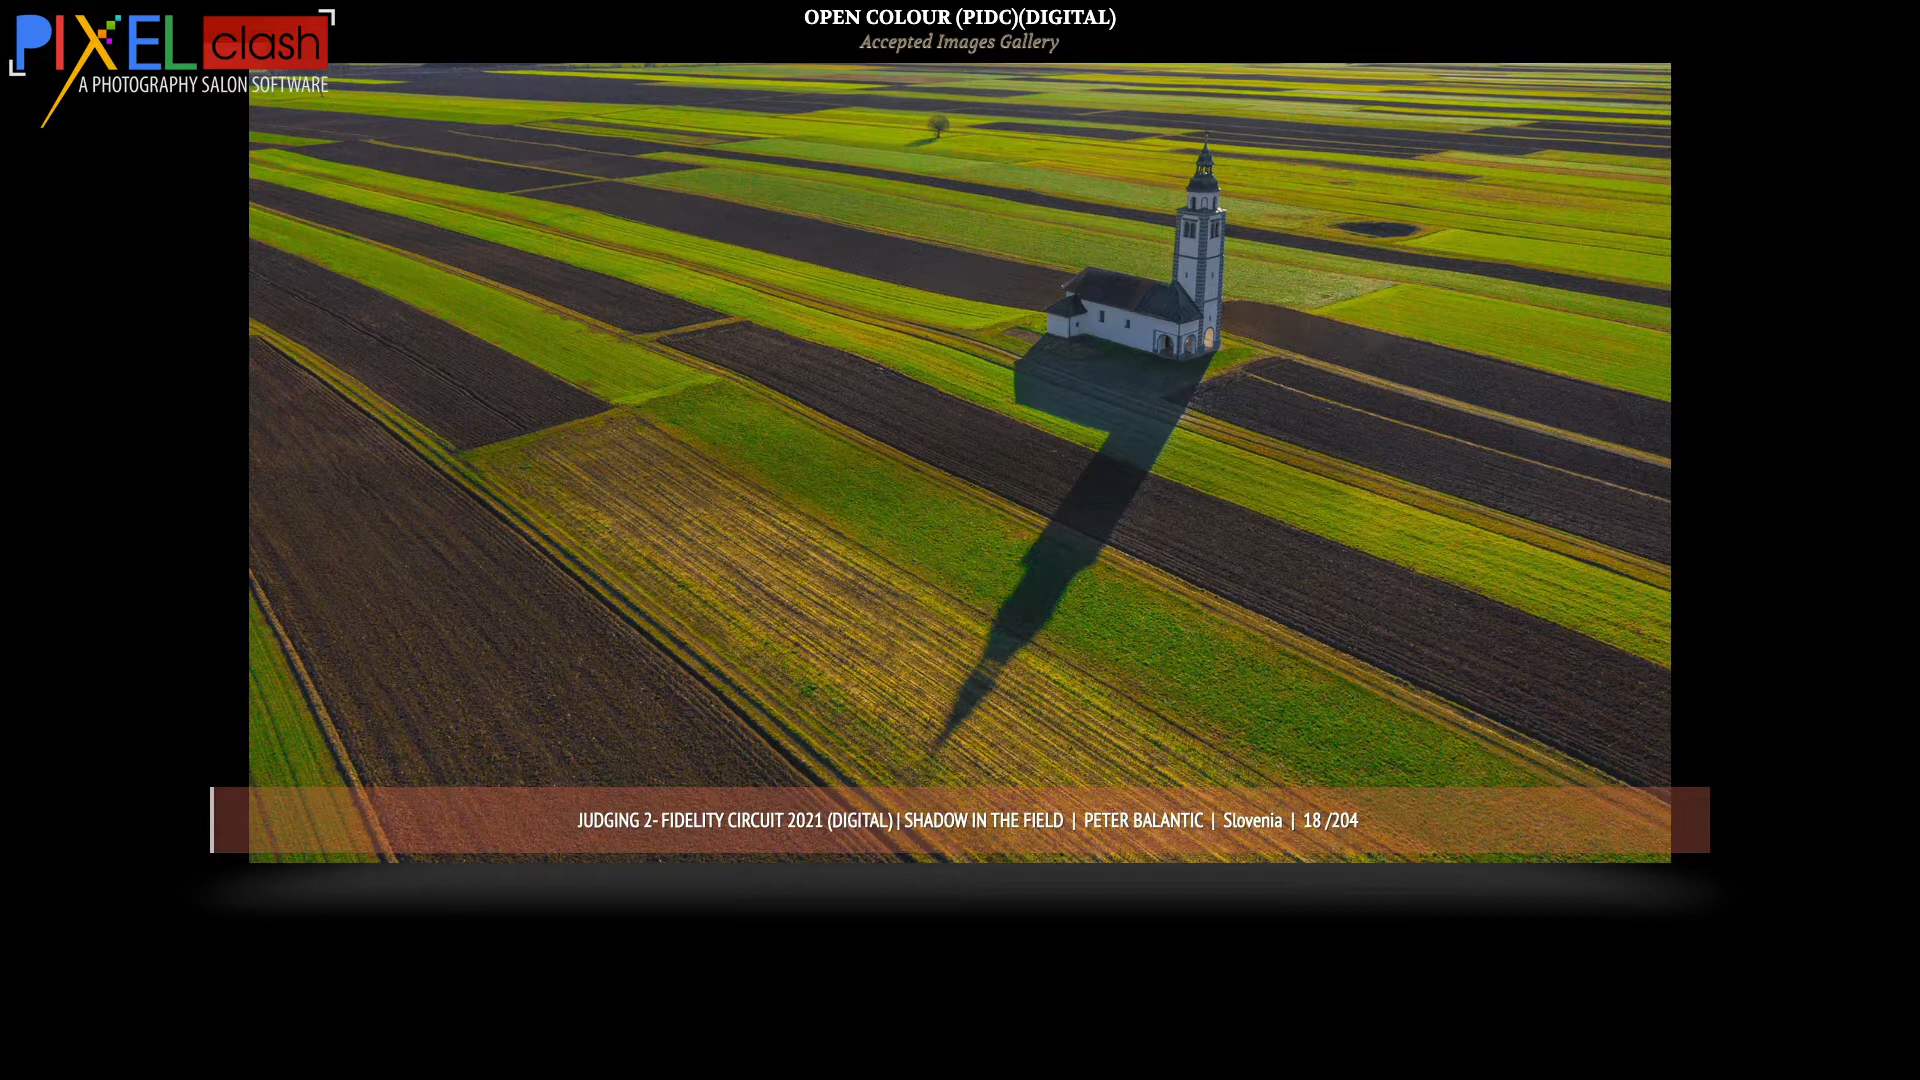 PIXEL clash
A PHOTOGRAPHY SALON SOFTWARE
OPEN COLOUR (PIDC)(DIGITAL)
Accepted Images Gallery
JUDGING 2- FIDELITY CIRCUIT 2021 (DIGITAL) | SHADOW IN THE FIELD | PETER BALANTIC | Slovenia | 18 /204